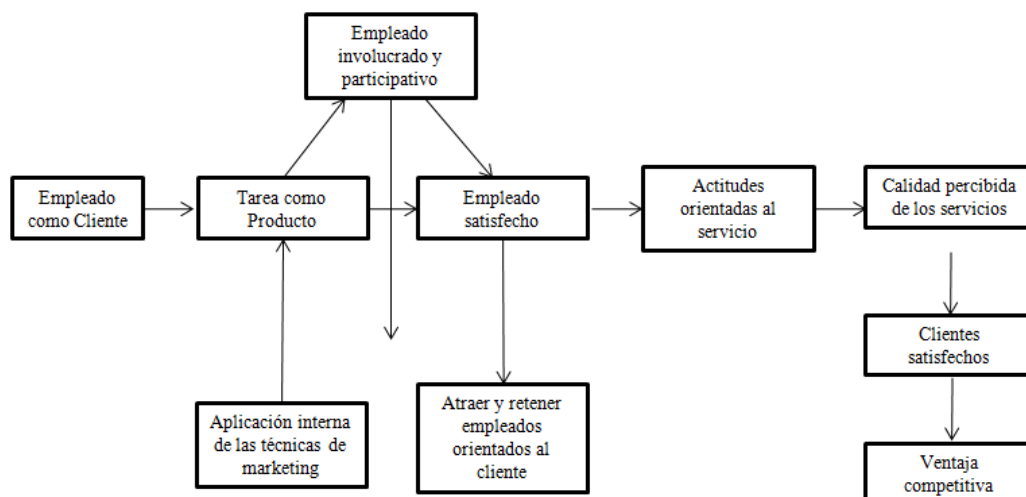 Empleado
involucrado y
participativo
Empleado
como Cliente
Tarea como
Producto
Empleado
satisfecho
Actitudes
orientadas al
servicio
Calidad percibida
de los servicios
Clientes
satisfechos
Aplicación interna
de las técnicas de
marketing
Atraer y retener
empleados
orientados al
cliente
Ventaja
competitiva